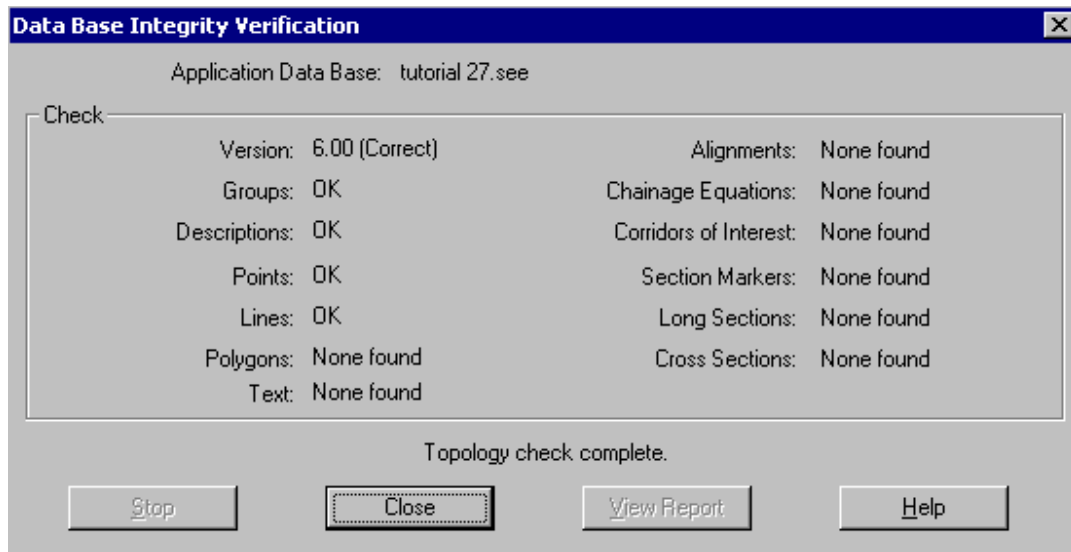 Data Base Integrity Verification
Application Data Base: tutorial 27.see
Check
Version: 6.00 (Correct)
Groups: OK
Descriptions: OK
Points: OK
Lines: OK
Polygons: None found
Text: None found
Alignments: None found
Chainage Equations: None found
Corridors of Interest: None found
Section Markers: None found
Long Sections: None found
Cross Sections: None found
Topology check complete.
Stop
Close
View Report
Help